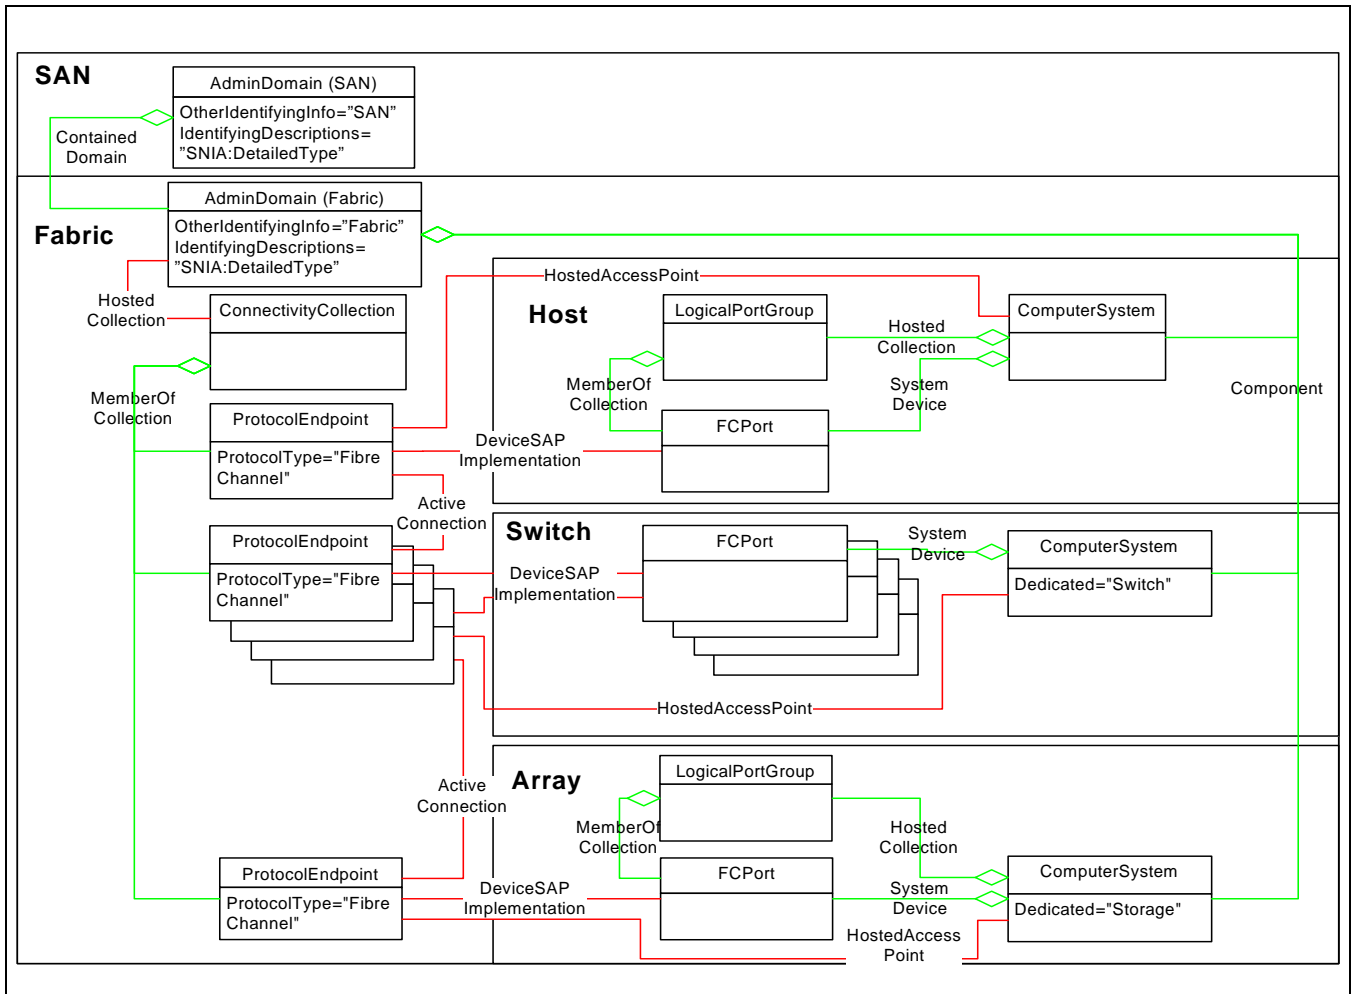 SAN
AdminDomain (SAN)
OtherIdentifyingInfo=”SAN”
IdentifyingDescriptions=
”SNIA:DetailedType”
Contained
Domain
AdminDomain (Fabric)
OtherIdentifyingInfo=”Fabric”
IdentifyingDescriptions=
”SNIA:DetailedType”
Fabric
Hosted
Collection
ConnectivityCollection
MemberOf
Collection
ProtocolEndpoint
ProtocolType="Fibre
Channel"
HostedAccessPoint
Host
LogicalPortGroup
Hosted
Collection
ComputerSystem
MemberOf
Collection
System
Device
FCPort
DeviceSAP
Implementation
Component
Active
Connection
ProtocolEndpoint
ProtocolType="Fibre
Channel"
Switch
FCPort
System
Device
ComputerSystem
Dedicated="Switch"
DeviceSAP
Implementation
HostedAccessPoint
Active
Connection
Array
LogicalPortGroup
MemberOf
Collection
Hosted
Collection
ProtocolEndpoint
ProtocolType="Fibre
Channel"
DeviceSAP
Implementation
FCPort
System
Device
ComputerSystem
Dedicated="Storage"
HostedAccess
Point